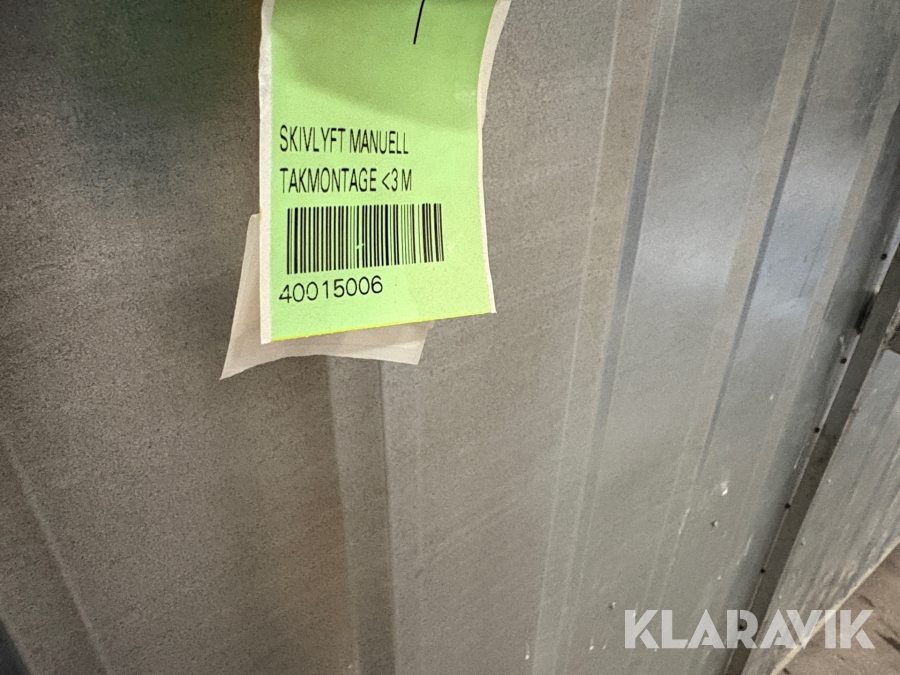 SKIVLYFT MANUELL
TAKMONTAGE <3 M
40015006
KLARAVIK